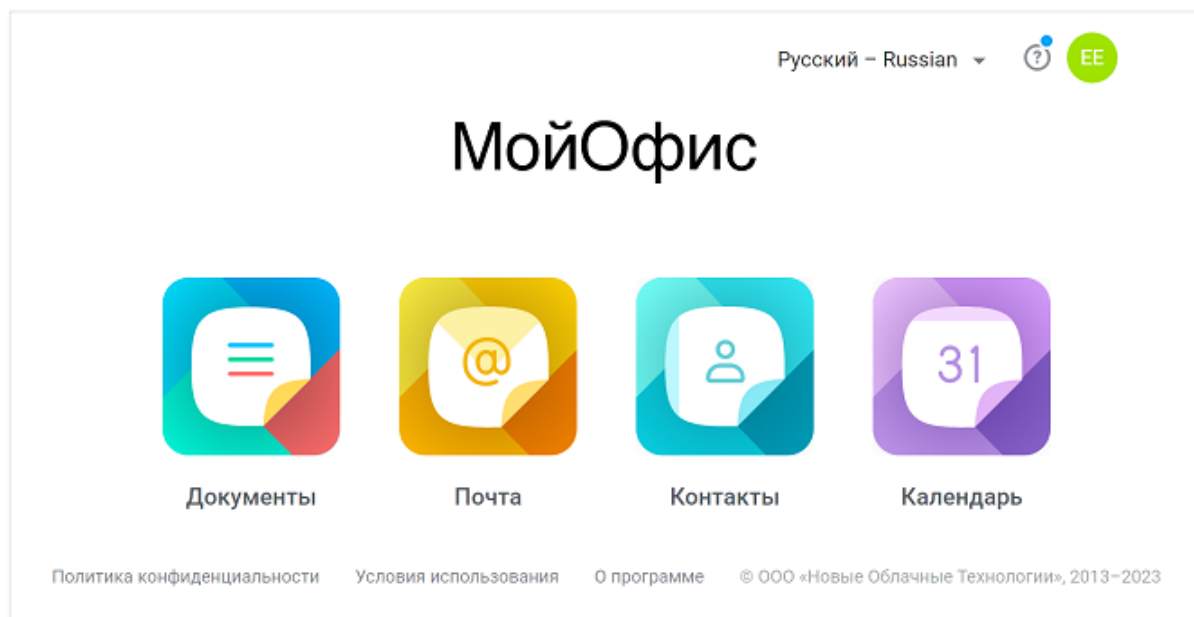 Русский – Russian
?
EE
МойОфис
@
31
Документы
Почта
Контакты
Календарь
Политика конфиденциальности
Условия использования
О программе
© ООО «Новые Облачные Технологии», 2013–2023